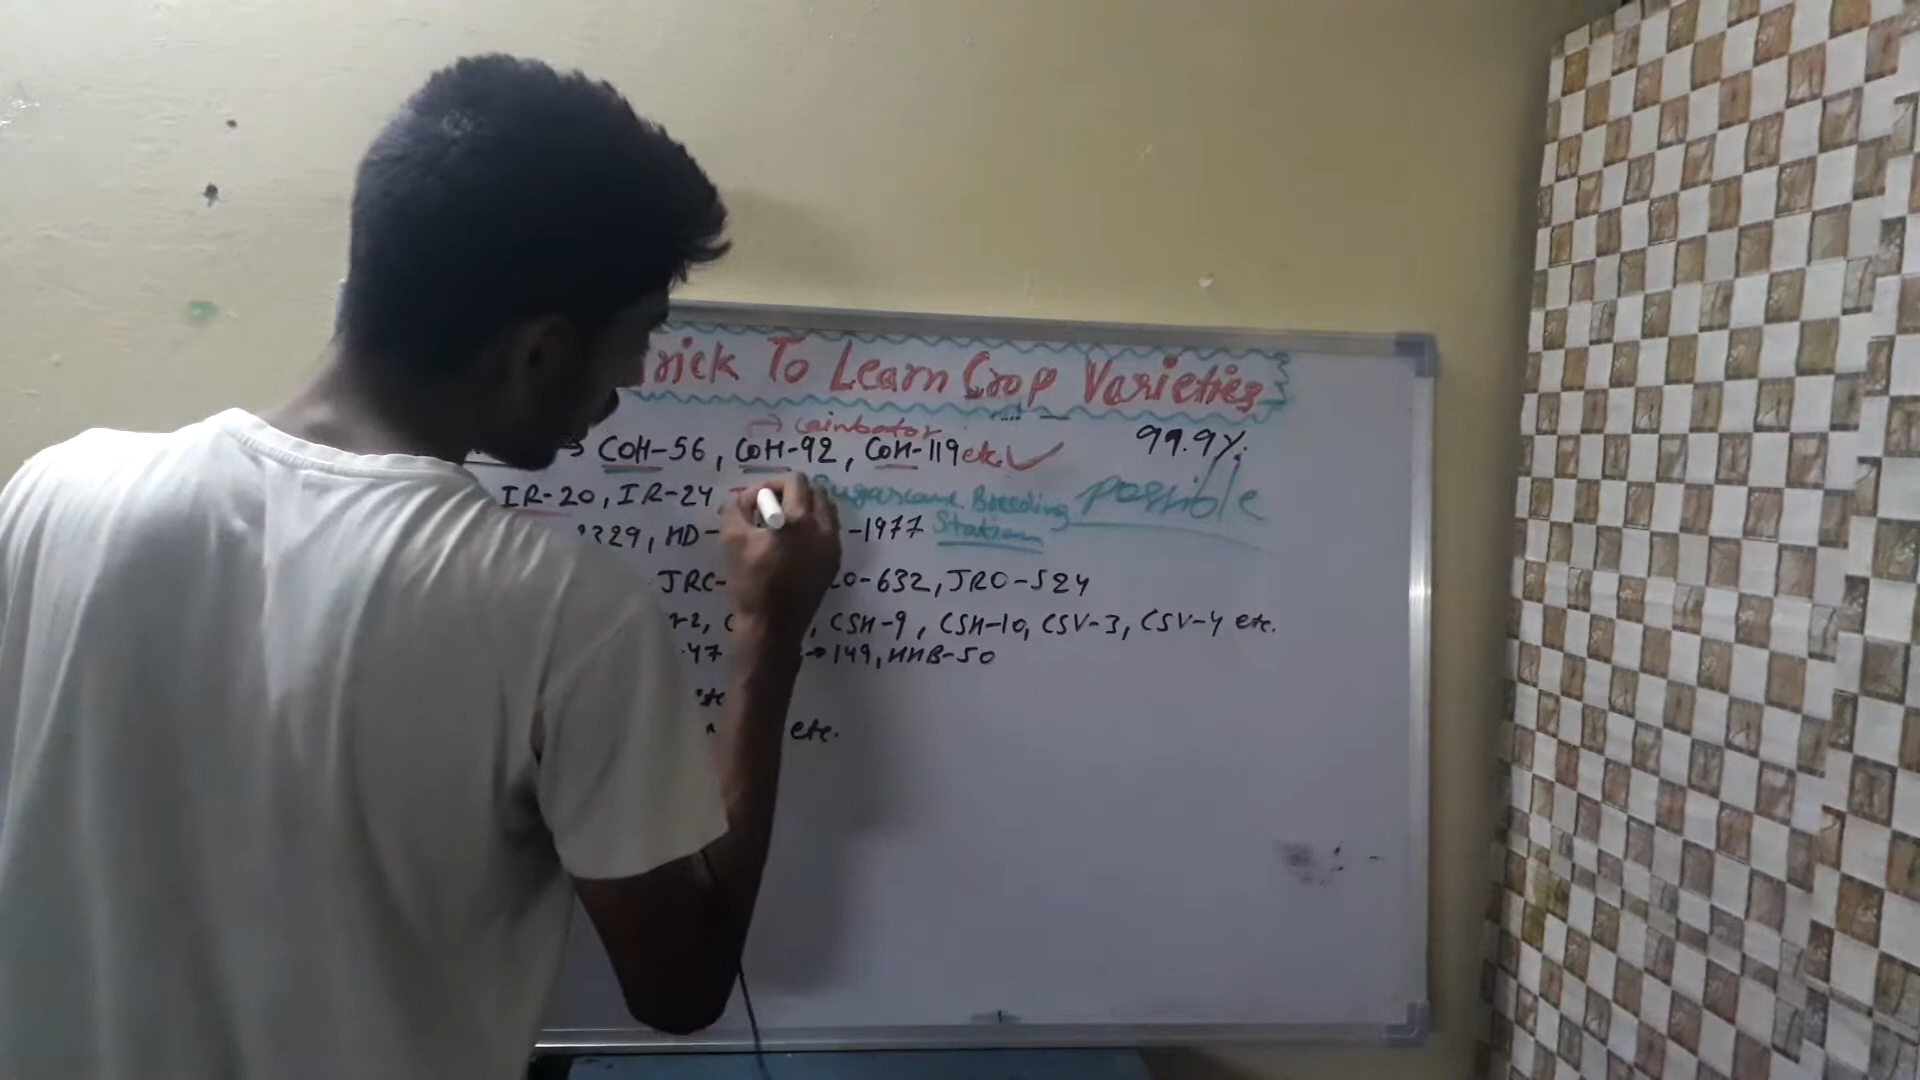 Trick To Learn Crop Varieties
Coinbator
COH-56, COH-92, COH-119 etc.
99.9%
IR-20, IR-24
Sugarcane Breeding Station
possible
329, HD- -1977
JRC- -632, JRO-524
-2, CSH-9, CSH-10, CSV-3, CSV-4 etc.
47 149, HHB-50
etc.